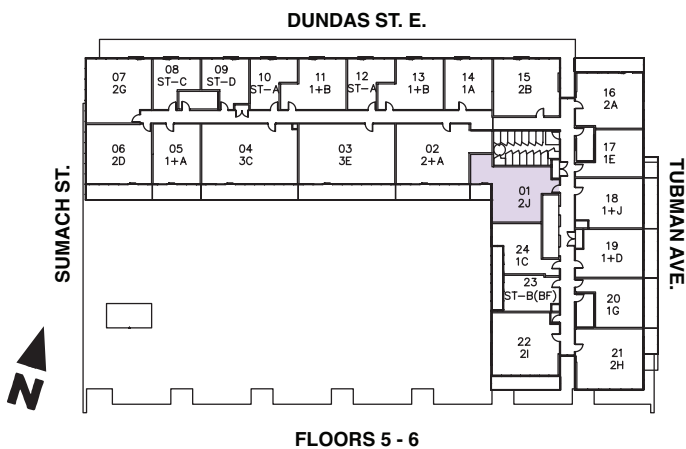 DUNDAS ST. E.
07
2G
08
ST-C
09
ST-D
10
ST-A
11
1+B
12
ST-A
13
1+B
14
1A
15
2B
16
2A
06
2D
05
1+A
04
3C
03
3E
02
2+A
17
1E
01
2J
18
1+J
24
1C
19
1+D
23
ST-B(BF)
20
1G
22
2I
21
2H
SUMACH ST.
TUBMAN AVE.
N
FLOORS 5 - 6